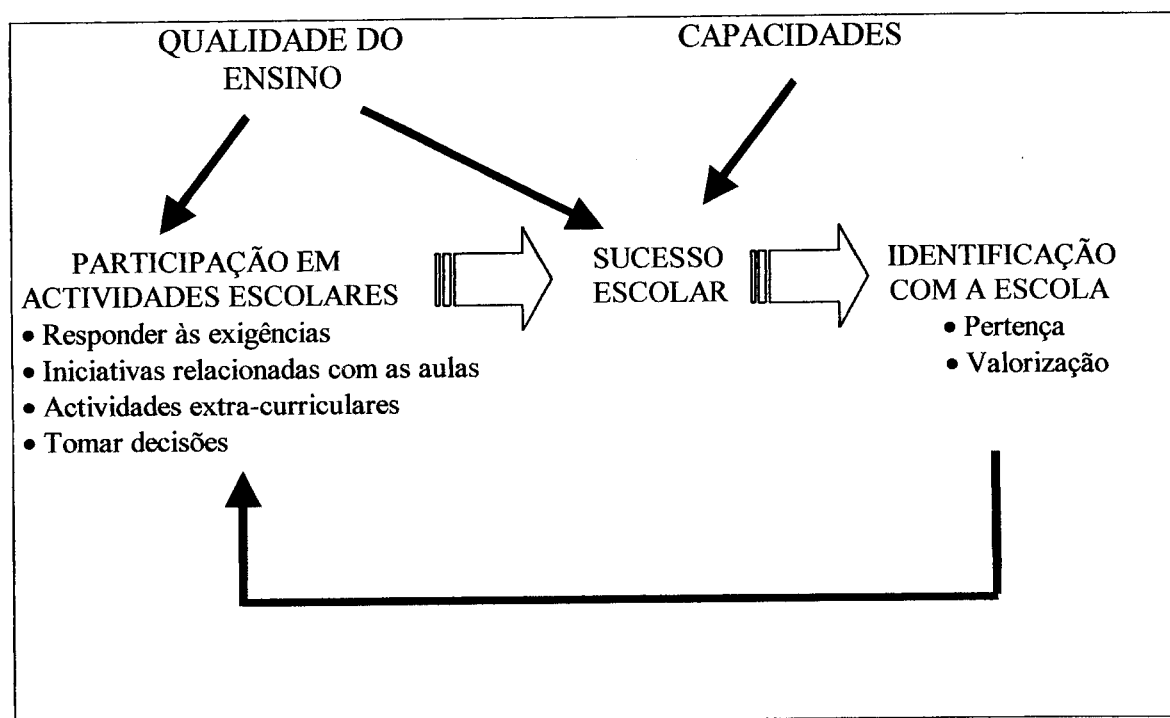 QUALIDADE DO
ENSINO
CAPACIDADES
PARTICIPAÇÃO EM
ACTIVIDADES ESCOLARES
• Responder às exigências
• Iniciativas relacionadas com as aulas
• Actividades extra-curriculares
• Tomar decisões
SUCESSO
ESCOLAR
IDENTIFICAÇÃO
COM A ESCOLA
• Pertença
• Valorização